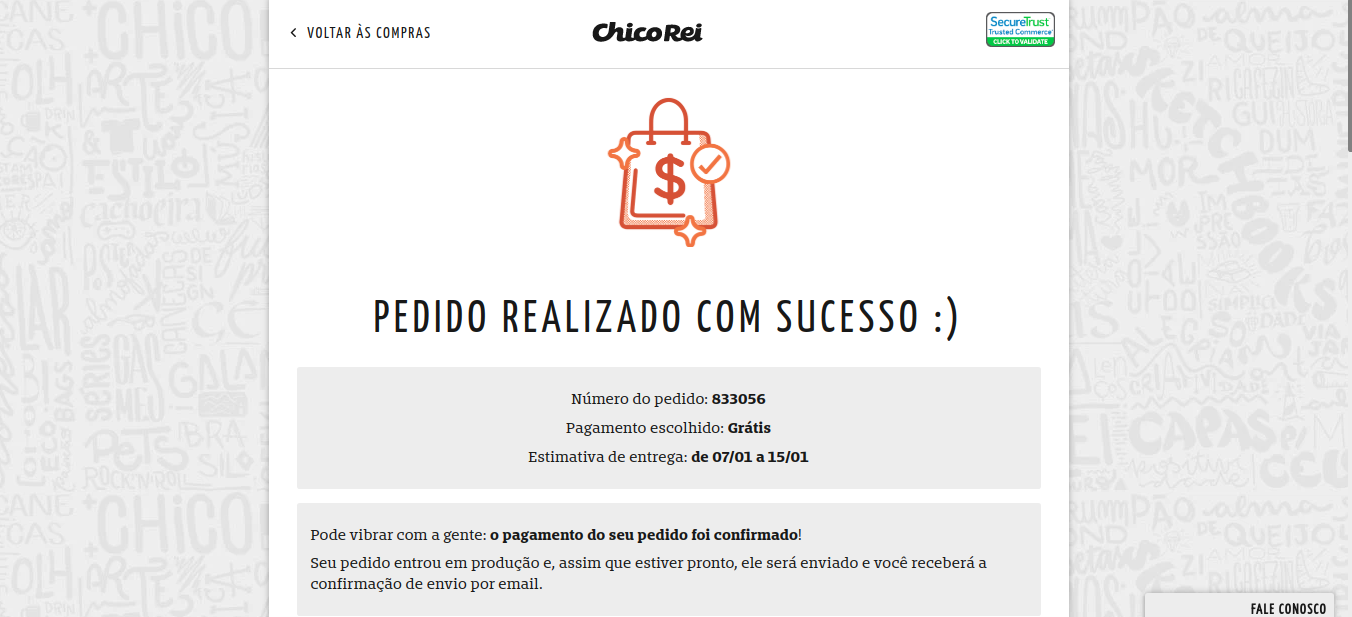 VOLTAR ÀS COMPRAS
Chico Rei
SecureTrust
Trusted Commerce
CLICK TO VALIDATE
$
PEDIDO REALIZADO COM SUCESSO :)
Número do pedido: 833056
Pagamento escolhido: Grátis
Estimativa de entrega: de 07/01 a 15/01
Pode vibrar com a gente: o pagamento do seu pedido foi confirmado!
Seu pedido entrou em produção e, assim que estiver pronto, ele será enviado e você receberá a
confirmação de envio por email.
FALE CONOSCO